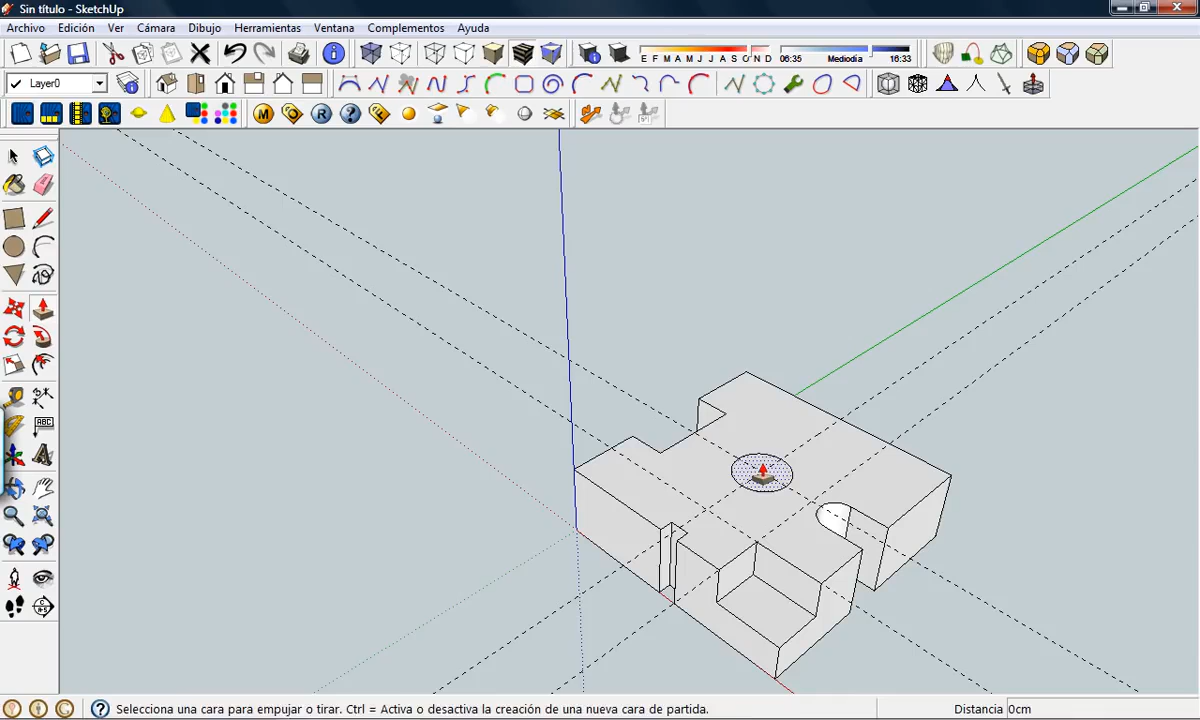 Sin título - SketchUp
Archivo Edición Ver Cámara Dibujo Herramientas Ventana Complementos Ayuda
E F M A M J J A S O N D 06:35 Mediodía 16:33
Layer0
M R ?
ABC
Selecciona una cara para empujar o tirar. Ctrl = Activa o desactiva la creación de una nueva cara de partida. Distancia 0cm